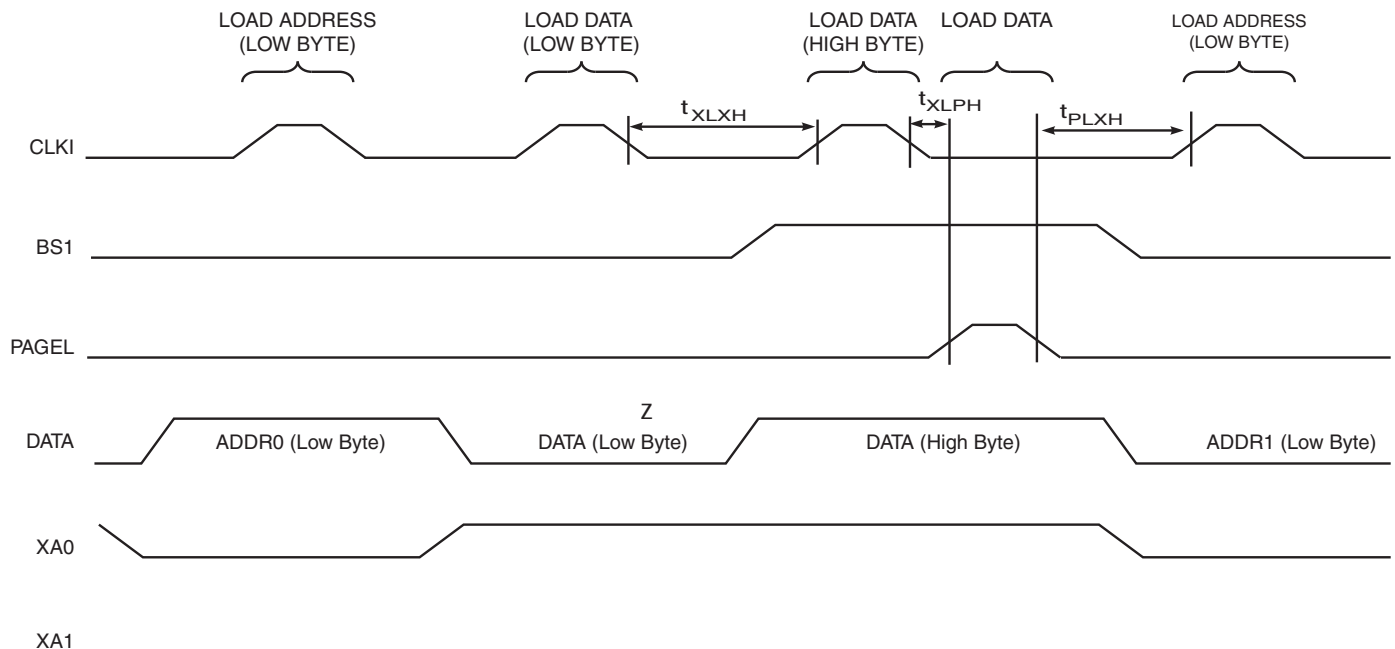 LOAD ADDRESS
(LOW BYTE)
LOAD DATA
(LOW BYTE)
LOAD DATA
(HIGH BYTE)
LOAD DATA
LOAD ADDRESS
(LOW BYTE)
tXLXH
tXLPH
tPLXH
CLKI
BS1
PAGEL
Z
DATA
ADDR0 (Low Byte)
DATA (Low Byte)
DATA (High Byte)
ADDR1 (Low Byte)
XA0
XA1